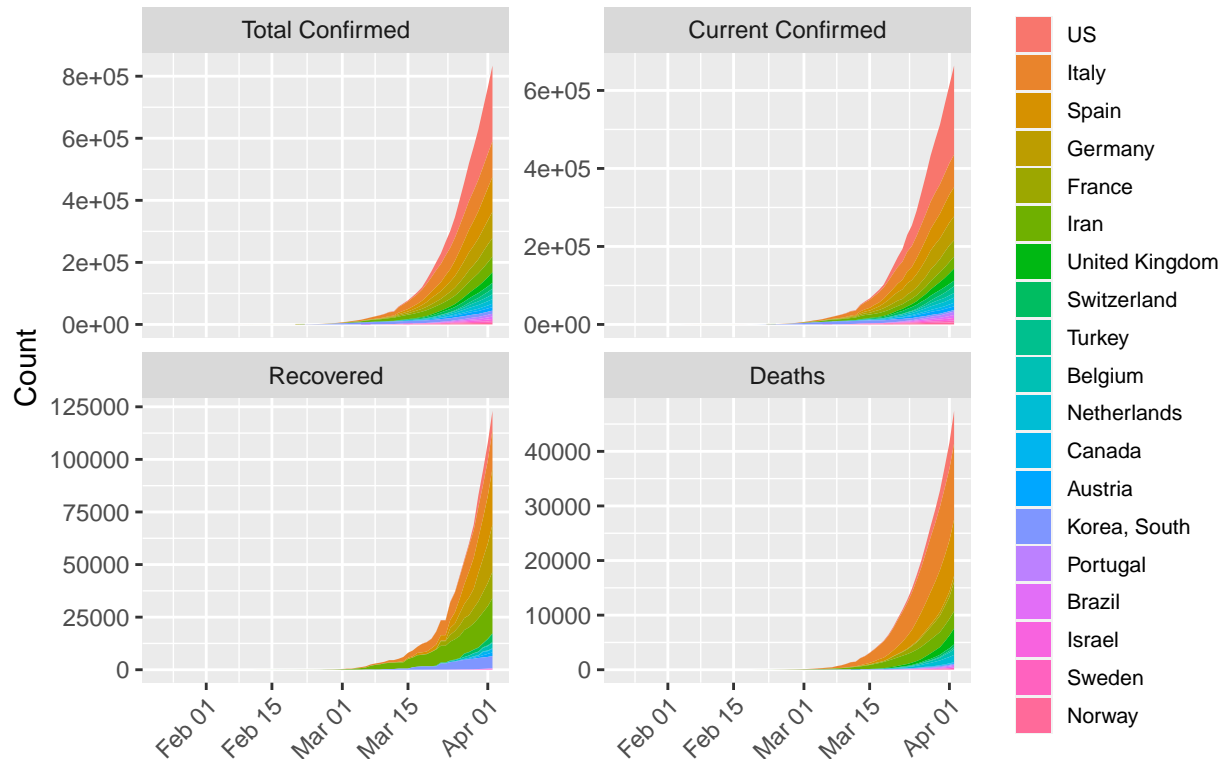 Total Confirmed
Current Confirmed
8e+05
6e+05
4e+05
2e+05
0e+00
6e+05
4e+05
2e+05
0e+00
Recovered
Deaths
125000
100000
75000
50000
25000
0
40000
30000
20000
10000
0
Feb 01
Feb 15
Mar 01
Mar 15
Apr 01
Feb 01
Feb 15
Mar 01
Mar 15
Apr 01
Count
US
Italy
Spain
Germany
France
Iran
United Kingdom
Switzerland
Turkey
Belgium
Netherlands
Canada
Austria
Korea, South
Portugal
Brazil
Israel
Sweden
Norway